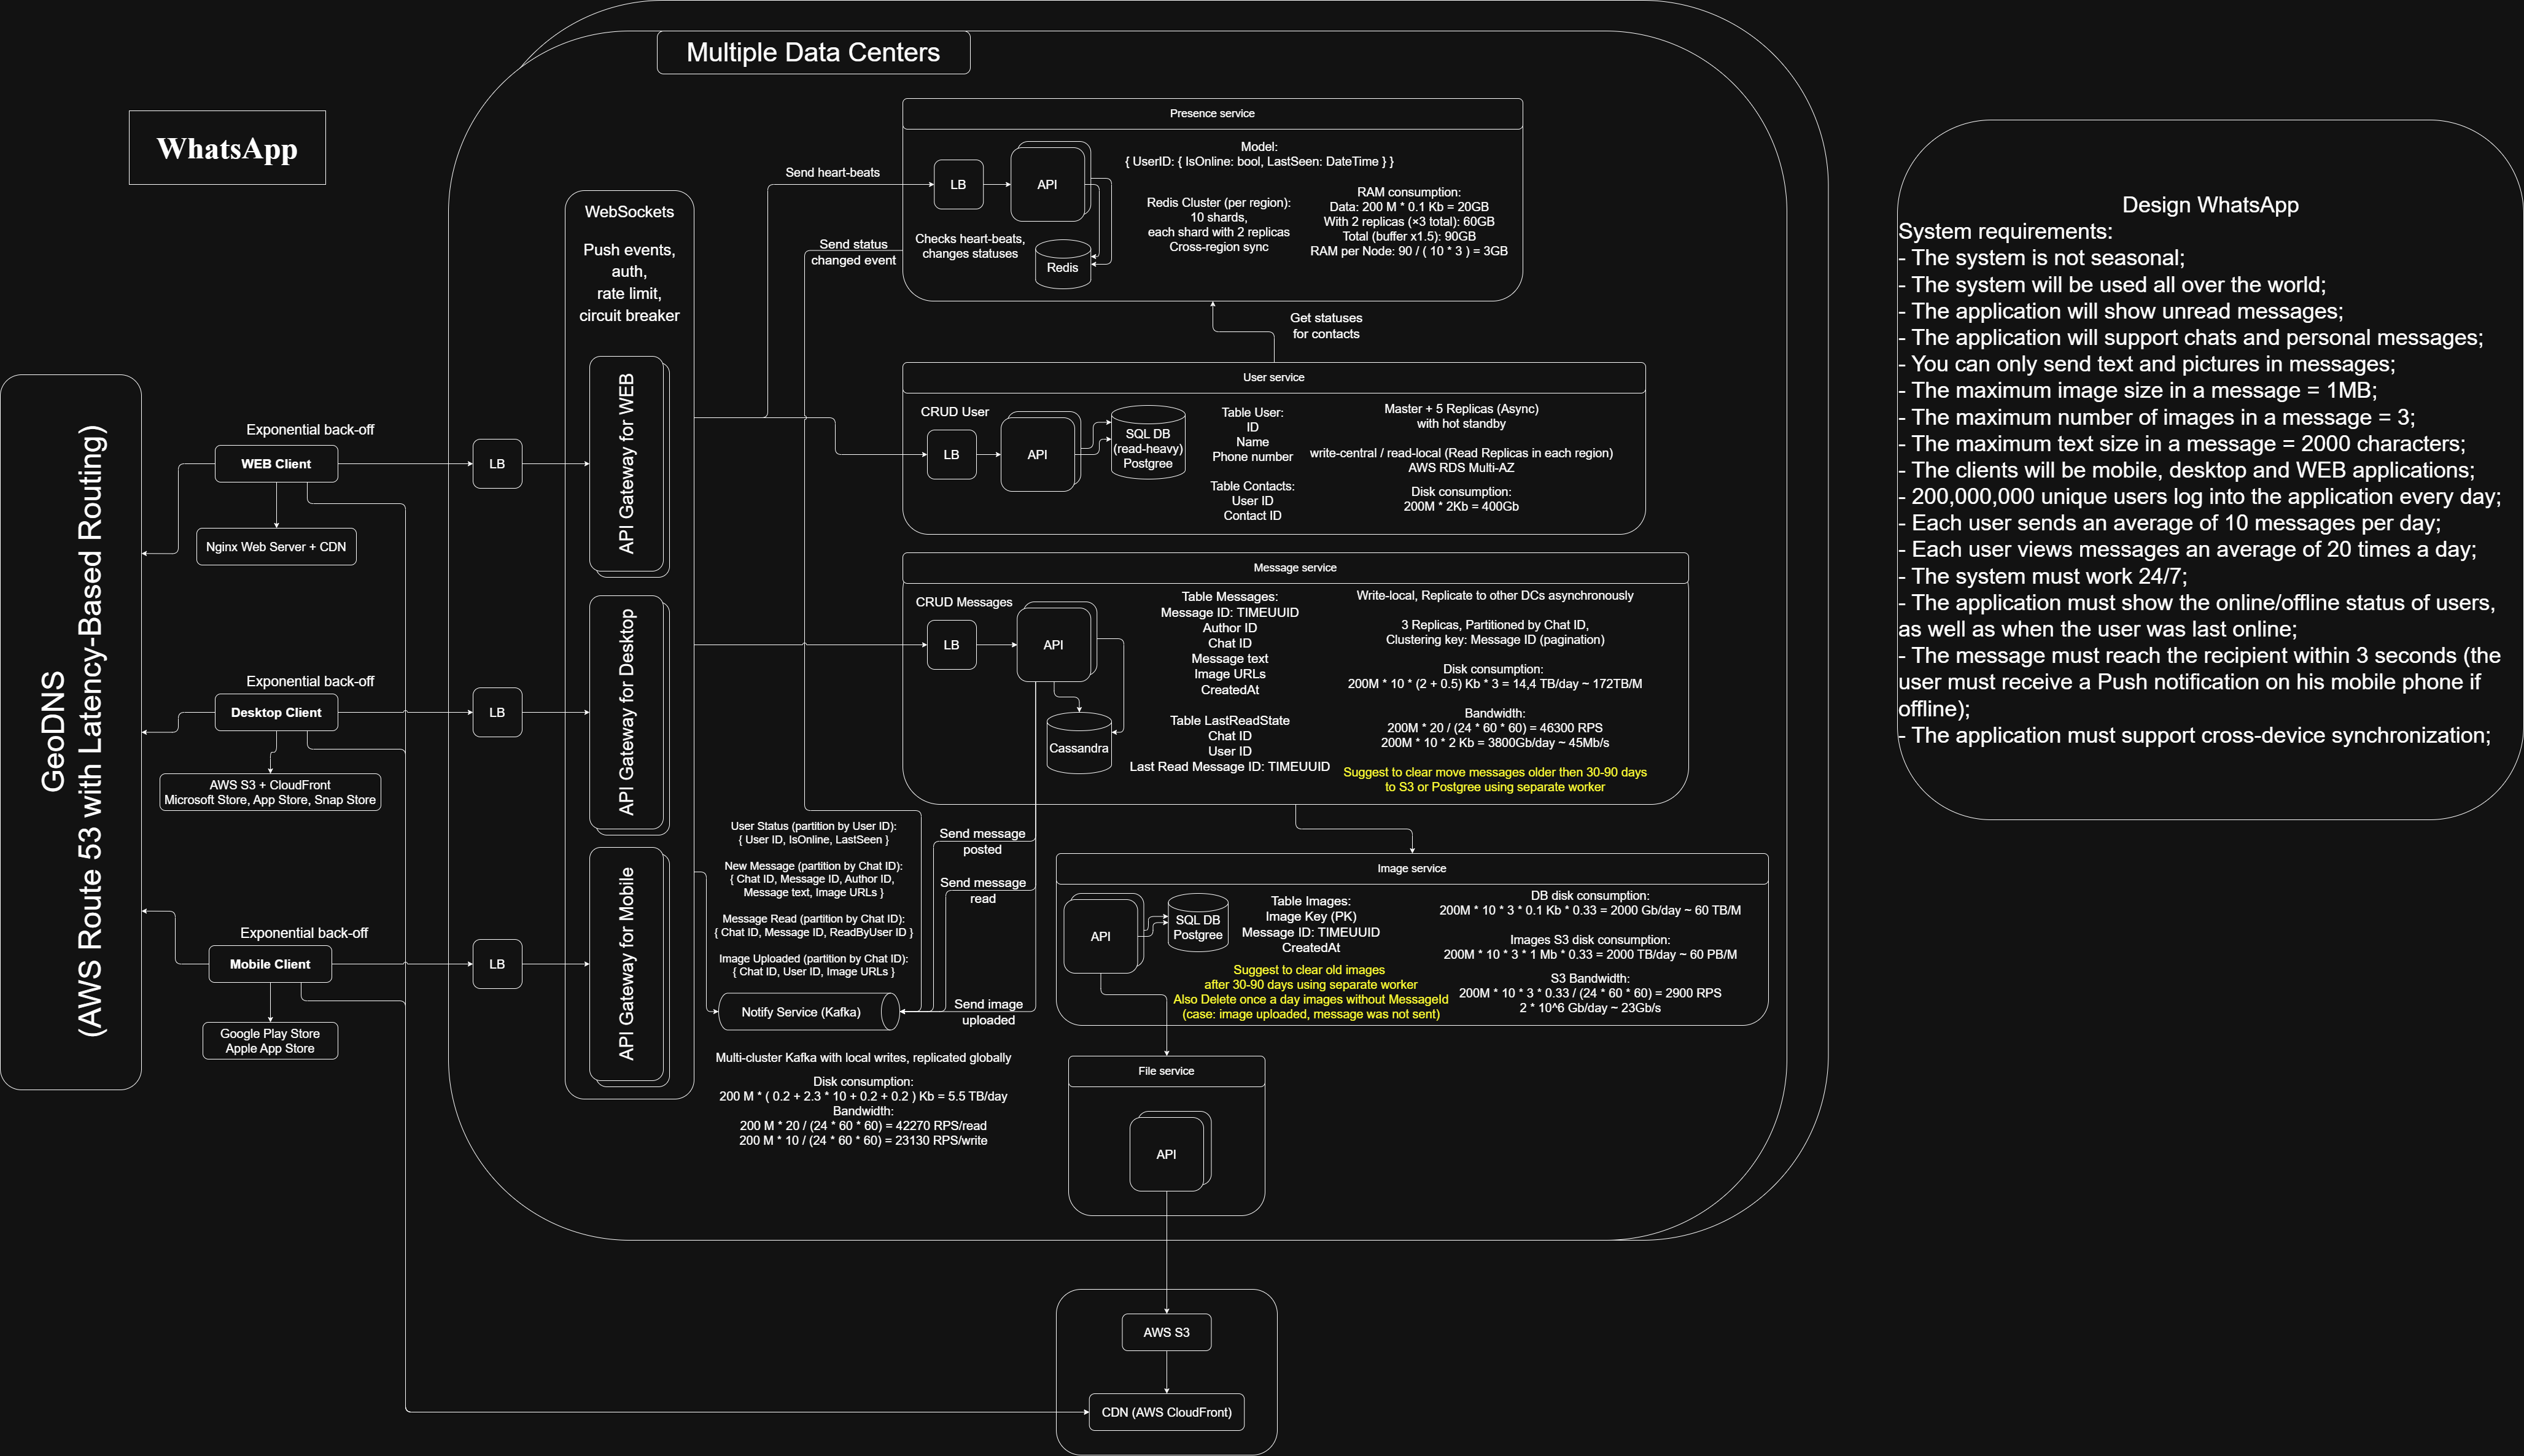 Multiple Data Centers
WhatsApp
GeoDNS
(AWS Route 53 with Latency-Based Routing)
Exponential back-off
WEB Client
Nginx Web Server + CDN
Exponential back-off
Desktop Client
AWS S3 + CloudFront
Microsoft Store, App Store, Snap Store
Exponential back-off
Mobile Client
Google Play Store
Apple App Store
LB
LB
LB
WebSockets
Push events,
auth,
rate limit,
circuit breaker
API Gateway for WEB
API Gateway for Desktop
API Gateway for Mobile
Send heart-beats
Send status
changed event
Presence service
LB
API
Checks heart-beats,
changes statuses
Redis
Model:
{ UserID: { IsOnline: bool, LastSeen: DateTime } }
Redis Cluster (per region):
10 shards,
each shard with 2 replicas
Cross-region sync
RAM consumption:
Data: 200 M * 0.1 Kb = 20GB
With 2 replicas (×3 total): 60GB
Total (buffer x1.5): 90GB
RAM per Node: 90 / ( 10 * 3 ) = 3GB
Get statuses
for contacts
User service
CRUD User
LB
API
SQL DB
(read-heavy)
Postgree
Table User:
ID
Name
Phone number
Table Contacts:
User ID
Contact ID
Master + 5 Replicas (Async)
with hot standby
write-central / read-local (Read Replicas in each region)
AWS RDS Multi-AZ
Disk consumption:
200M * 2Kb = 400Gb
Message service
CRUD Messages
LB
API
Cassandra
Table Messages:
Message ID: TIMEUUID
Author ID
Chat ID
Message text
Image URLs
CreatedAt
Table LastReadState
Chat ID
User ID
Last Read Message ID: TIMEUUID
Write-local, Replicate to other DCs asynchronously
3 Replicas, Partitioned by Chat ID,
Clustering key: Message ID (pagination)
Disk consumption:
200M * 10 * (2 + 0.5) Kb * 3 = 14,4 TB/day ~ 172TB/M
Bandwidth:
200M * 20 / (24 * 60 * 60) = 46300 RPS
200M * 10 * 2 Kb = 3800Gb/day ~ 45Mb/s
Suggest to clear move messages older then 30-90 days
to S3 or Postgree using separate worker
User Status (partition by User ID):
{ User ID, IsOnline, LastSeen }
New Message (partition by Chat ID):
{ Chat ID, Message ID, Author ID,
Message text, Image URLs }
Message Read (partition by Chat ID):
{ Chat ID, Message ID, ReadByUser ID }
Image Uploaded (partition by Chat ID):
{ Chat ID, User ID, Image URLs }
Notify Service (Kafka)
Send message
posted
Send message
read
Send image
uploaded
Multi-cluster Kafka with local writes, replicated globally
Disk consumption:
200 M * ( 0.2 + 2.3 * 10 + 0.2 + 0.2 ) Kb = 5.5 TB/day
Bandwidth:
200 M * 20 / (24 * 60 * 60) = 42270 RPS/read
200 M * 10 / (24 * 60 * 60) = 23130 RPS/write
Image service
API
SQL DB
Postgree
Table Images:
Image Key (PK)
Message ID: TIMEUUID
CreatedAt
Suggest to clear old images
after 30-90 days using separate worker
Also Delete once a day images without MessageId
(case: image uploaded, message was not sent)
DB disk consumption:
200M * 10 * 3 * 0.1 Kb * 0.33 = 2000 Gb/day ~ 60 TB/M
Images S3 disk consumption:
200M * 10 * 3 * 1 Mb * 0.33 = 2000 TB/day ~ 60 PB/M
S3 Bandwidth:
200M * 10 * 3 * 0.33 / (24 * 60 * 60) = 2900 RPS
2 * 10^6 Gb/day ~ 23Gb/s
File service
API
AWS S3
CDN (AWS CloudFront)
Design WhatsApp
System requirements:
- The system is not seasonal;
- The system will be used all over the world;
- The application will show unread messages;
- The application will support chats and personal messages;
- You can only send text and pictures in messages;
- The maximum image size in a message = 1MB;
- The maximum number of images in a message = 3;
- The maximum text size in a message = 2000 characters;
- The clients will be mobile, desktop and WEB applications;
- 200,000,000 unique users log into the application every day;
- Each user sends an average of 10 messages per day;
- Each user views messages an average of 20 times a day;
- The system must work 24/7;
- The application must show the online/offline status of users,
as well as when the user was last online;
- The message must reach the recipient within 3 seconds (the
user must receive a Push notification on his mobile phone if
offline);
- The application must support cross-device synchronization;